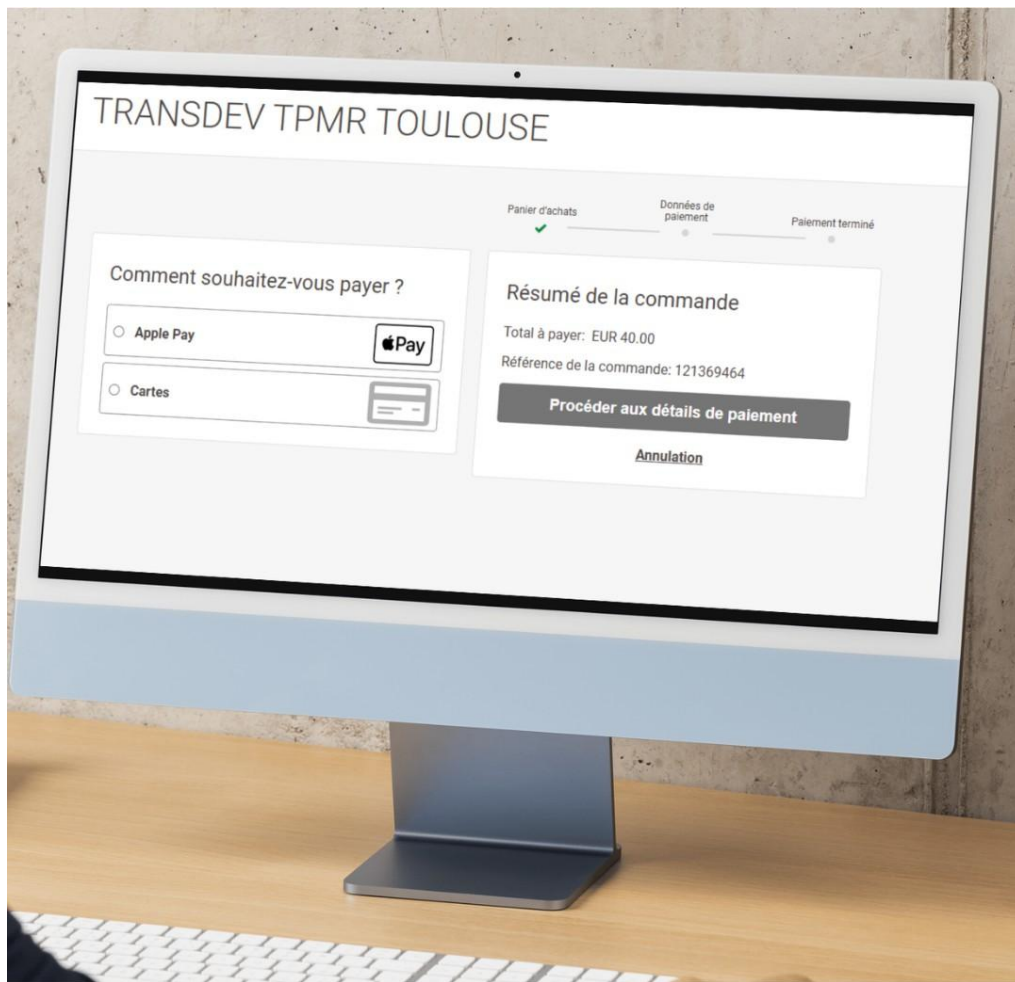 TRANSDEV TPMR TOULOUSE
Panier d'achats
Données de
paiement
Paiement terminé
Comment souhaitez-vous payer ?
Apple Pay
Pay
Cartes
Résumé de la commande
Total à payer: EUR 40.00
Référence de la commande: 121369464
Procéder aux détails de paiement
Annulation